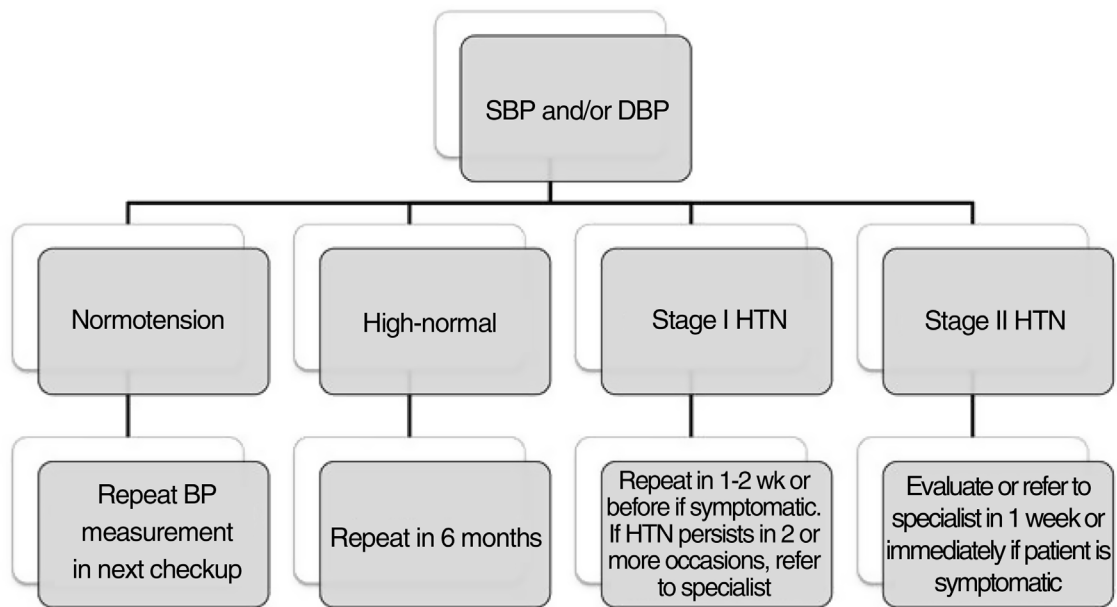 SBP and/or DBP
Normotension
High-normal
Stage I HTN
Stage II HTN
Repeat BP
measurement
in next checkup
Repeat in 6 months
Repeat in 1-2 wk or
before if symptomatic.
If HTN persists in 2 or
more occasions, refer
to specialist
Evaluate or refer to
specialist in 1 week or
immediately if patient is
symptomatic